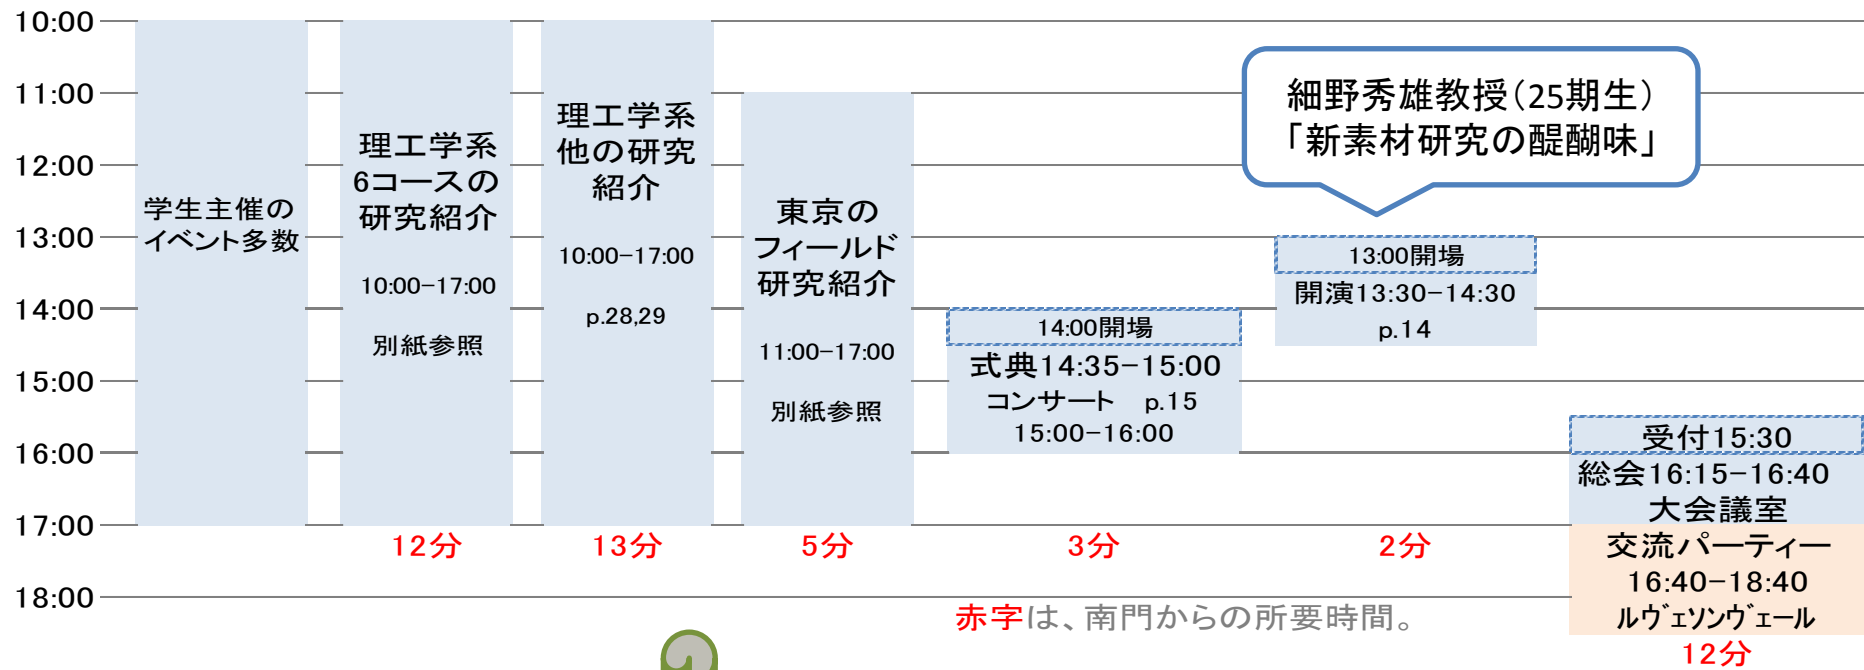 10:00
11:00
12:00
13:00
14:00
15:00
16:00
17:00
18:00
学生主催の
イベント多数
理工学系
6コースの
研究紹介
10:00-17:00
別紙参照
12分
理工学系
他の研究
紹介
10:00-17:00
p.28,29
13分
東京の
フィールド
研究紹介
11:00-17:00
別紙参照
5分
14:00開場
式典14:35-15:00
コンサート p.15
15:00-16:00
3分
細野秀雄教授(25期生)
「新素材研究の醍醐味」
13:00開場
開演13:30-14:30
p.14
2分
受付15:30
総会16:15-16:40
大会議室
交流パーティー
16:40-18:40
ルヴェソンヴェール
12分
赤字は、南門からの所要時間。